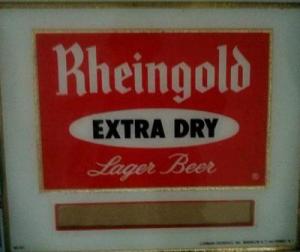 Rheingold
EXTRA DRY
Lager Beer
®